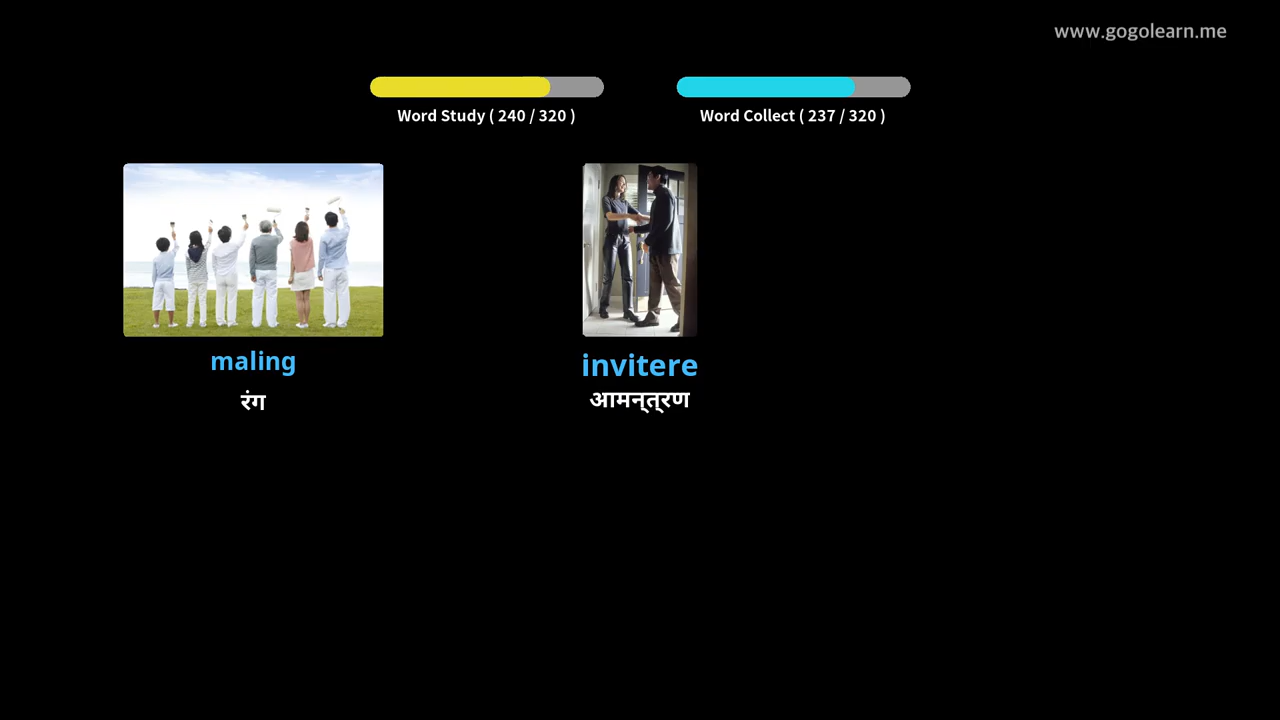 www.gogolearn.me
Word Study ( 240 / 320 )
Word Collect ( 237 / 320 )
maling
रंग
invitere
आमन्त्रण